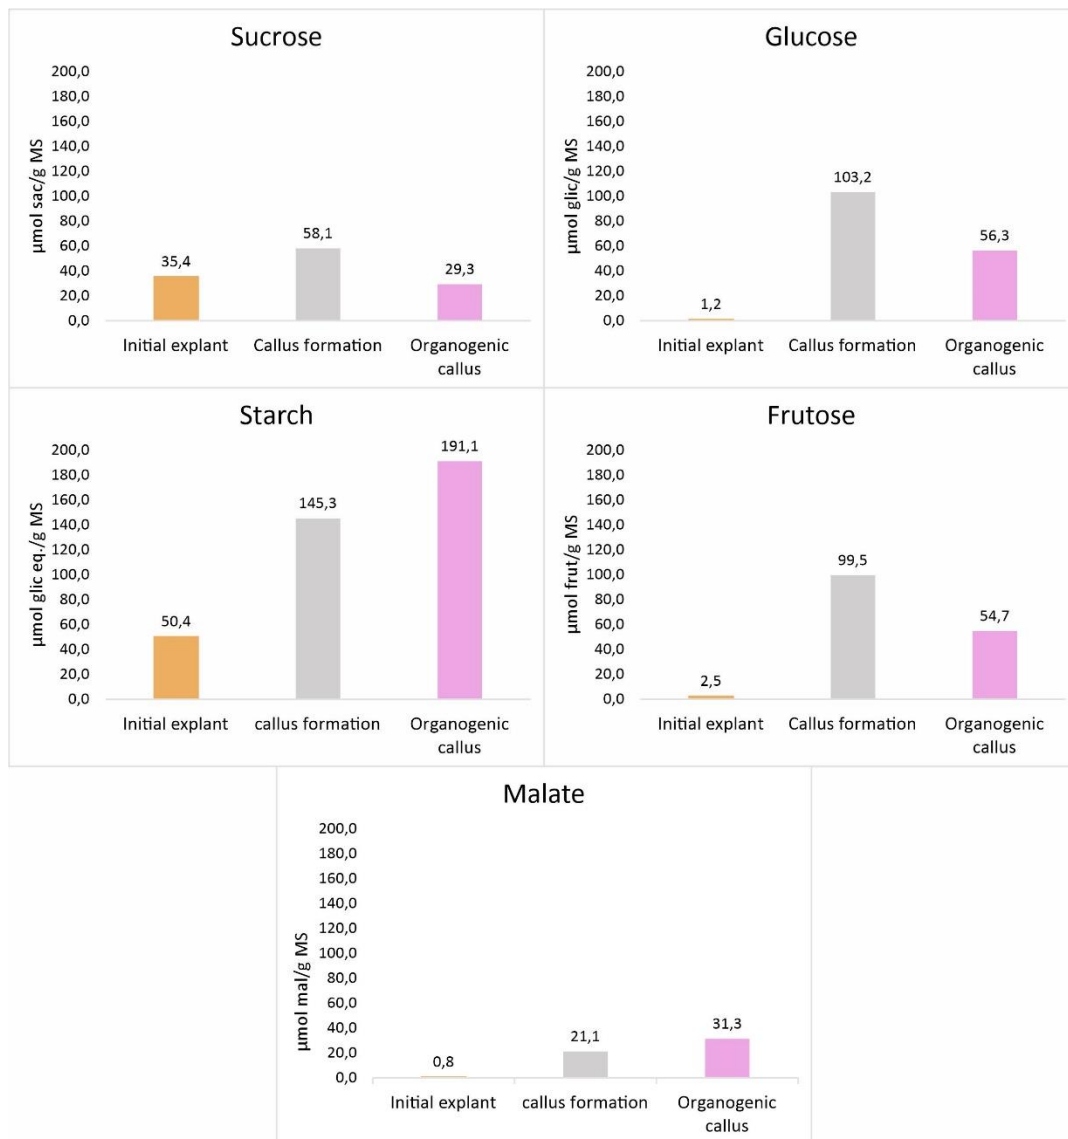 Sucrose
µmol sac/g MS
200,0
180,0
160,0
140,0
120,0
100,0
80,0
60,0
40,0
20,0
0,0
35,4
58,1
29,3
Initial explant
Callus formation
Organogenic
callus
Glucose
µmol glic/g MS
200,0
180,0
160,0
140,0
120,0
100,0
80,0
60,0
40,0
20,0
0,0
1,2
103,2
56,3
Initial explant
Callus formation
Organogenic
callus
Starch
µmol glic eq./g MS
200,0
180,0
160,0
140,0
120,0
100,0
80,0
60,0
40,0
20,0
0,0
50,4
145,3
191,1
Initial explant
callus formation
Organogenic
callus
Frutose
µmol frut/g MS
200,0
180,0
160,0
140,0
120,0
100,0
80,0
60,0
40,0
20,0
0,0
2,5
99,5
54,7
Initial explant
Callus formation
Organogenic
callus
Malate
µmol mal/g MS
200,0
180,0
160,0
140,0
120,0
100,0
80,0
60,0
40,0
20,0
0,0
0,8
21,1
31,3
Initial explant
callus formation
Organogenic
callus